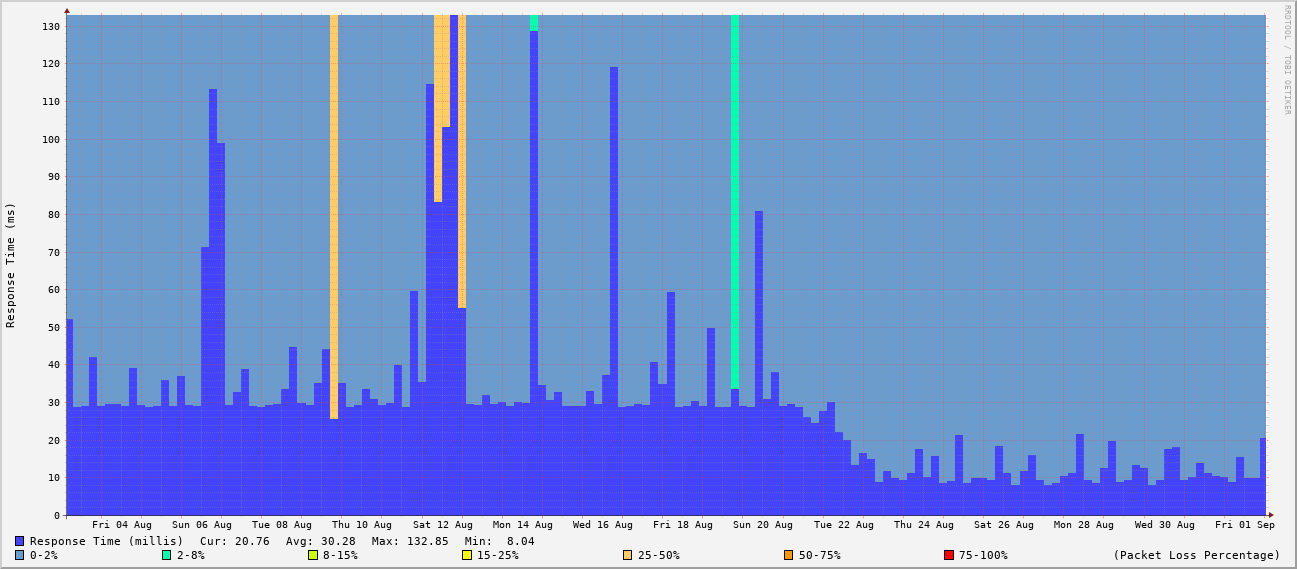 RRDTOOL / TOBI OETIKER
Response Time (ms)
130
120
110
100
90
80
70
60
50
40
30
20
10
0
Fri 04 Aug Sun 06 Aug Tue 08 Aug Thu 10 Aug Sat 12 Aug Mon 14 Aug Wed 16 Aug Fri 18 Aug Sun 20 Aug Tue 22 Aug Thu 24 Aug Sat 26 Aug Mon 28 Aug Wed 30 Aug Fri 01 Sep
Response Time (millis) Cur: 20.76 Avg: 30.28 Max: 132.85 Min: 8.04
0-2% 2-8% 8-15% 15-25% 25-50% 50-75% 75-100% (Packet Loss Percentage)